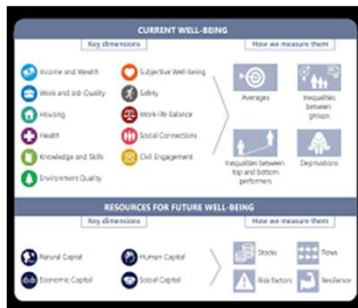 CURRENT WELL-BEING
Key dimensions
How we measure them
Income and Wealth
Subjective Well-being
Work and Job Quality
Safety
Housing
Work-life Balance
Health
Social Connections
Knowledge and Skills
Civil Engagement
Environment Quality
Averages
Inequalities
between
groups
Inequalities between
top and bottom
performers
Deprivations
RESOURCES FOR FUTURE WELL-BEING
Key dimensions
How we measure them
Natural Capital
Human Capital
Economic Capital
Social Capital
Stocks
Flows
Risk factors
Resilience